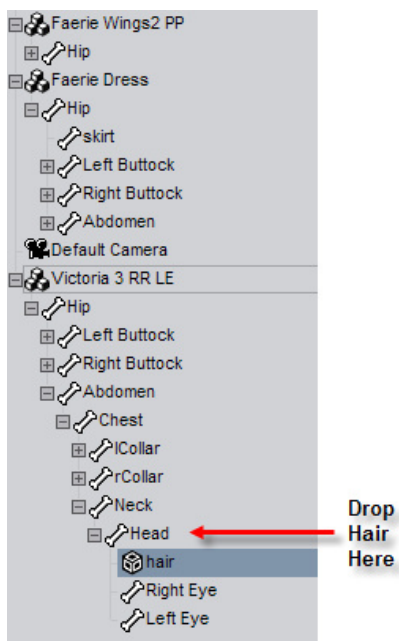 Faerie Wings2 PP
Hip
Faerie Dress
Hip
skirt
Left Buttock
Right Buttock
Abdomen
Default Camera
Victoria 3 RR LE
Hip
Left Buttock
Right Buttock
Abdomen
Chest
lCollar
rCollar
Neck
Head
hair
Right Eye
Left Eye
Drop
Hair
Here